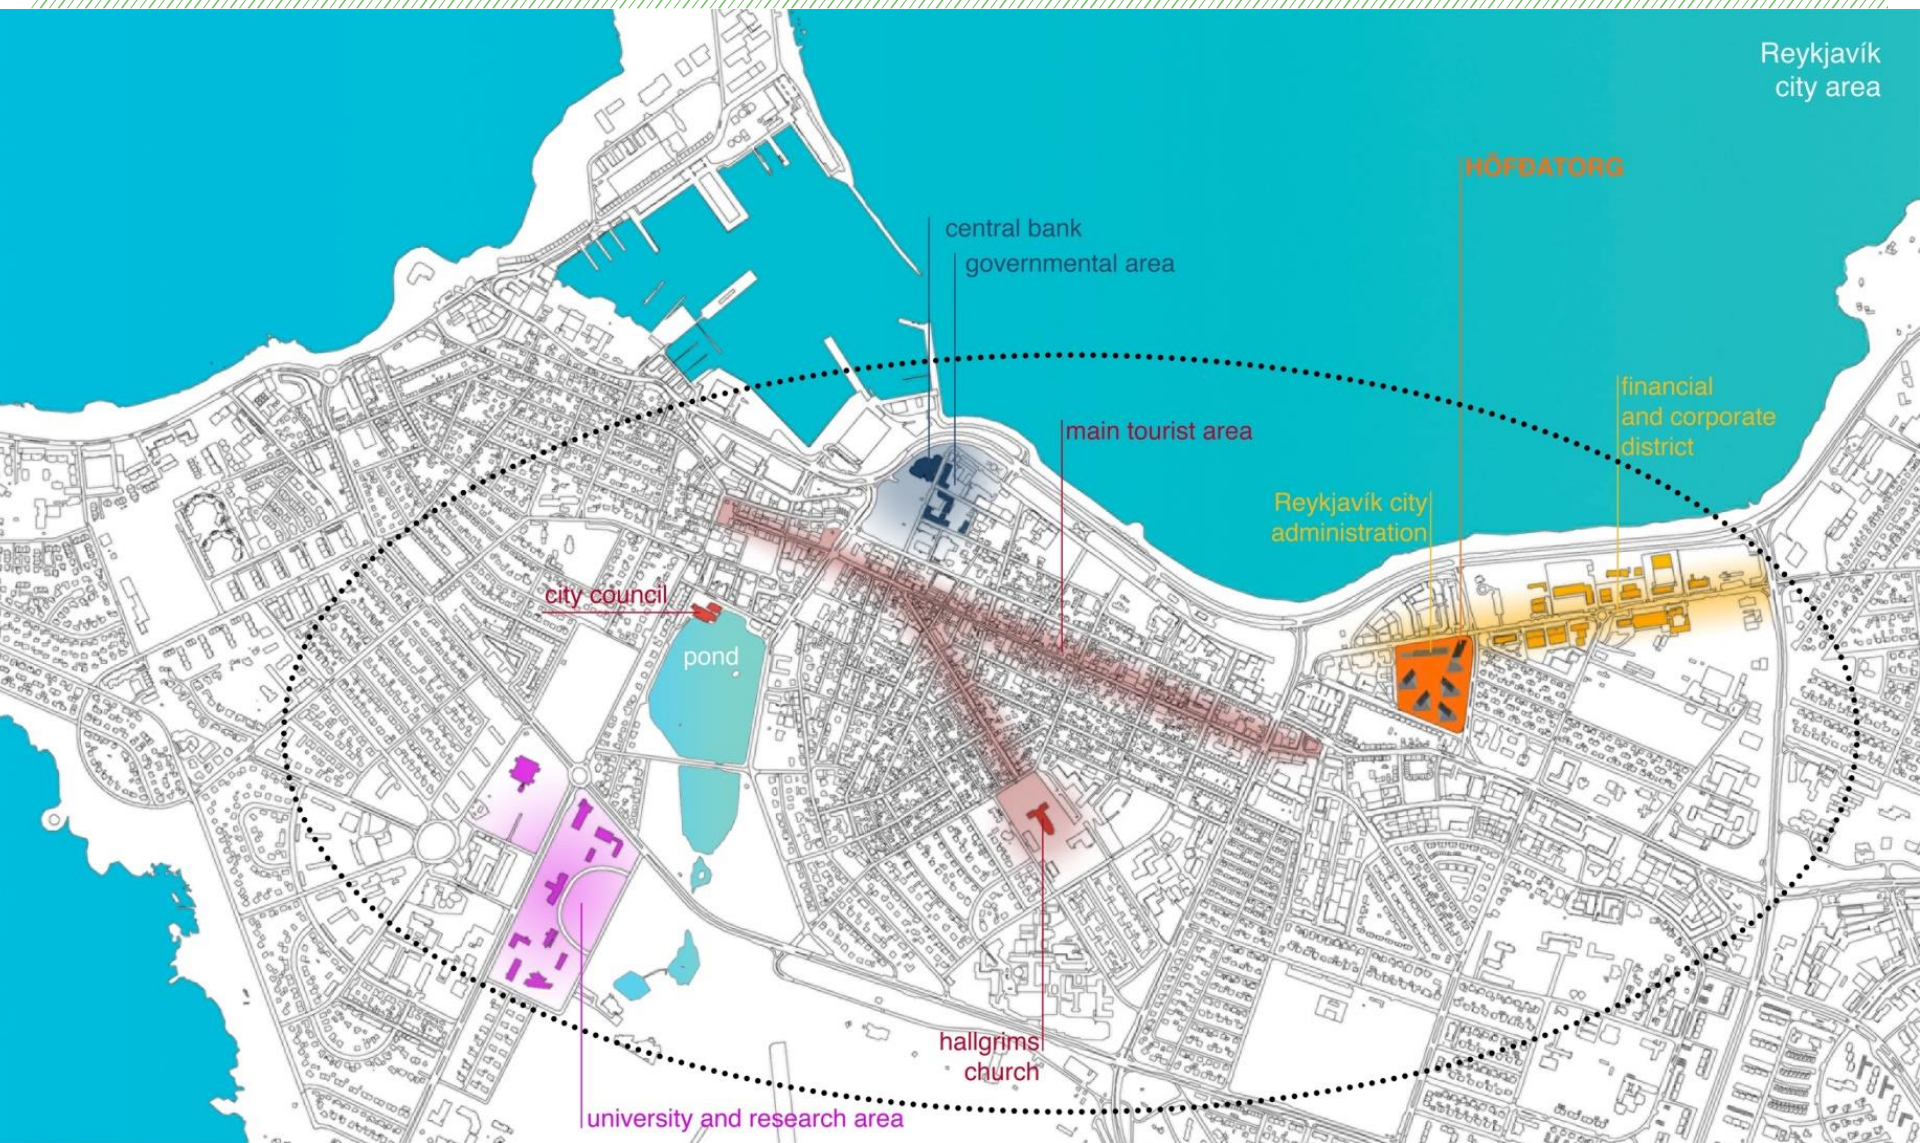 Reykjavík
city area
HÖFÐATORG
central bank
governmental area
financial
and corporate
district
main tourist area
Reykjavík city
administration
city council
pond
hallgrims
church
university and research area